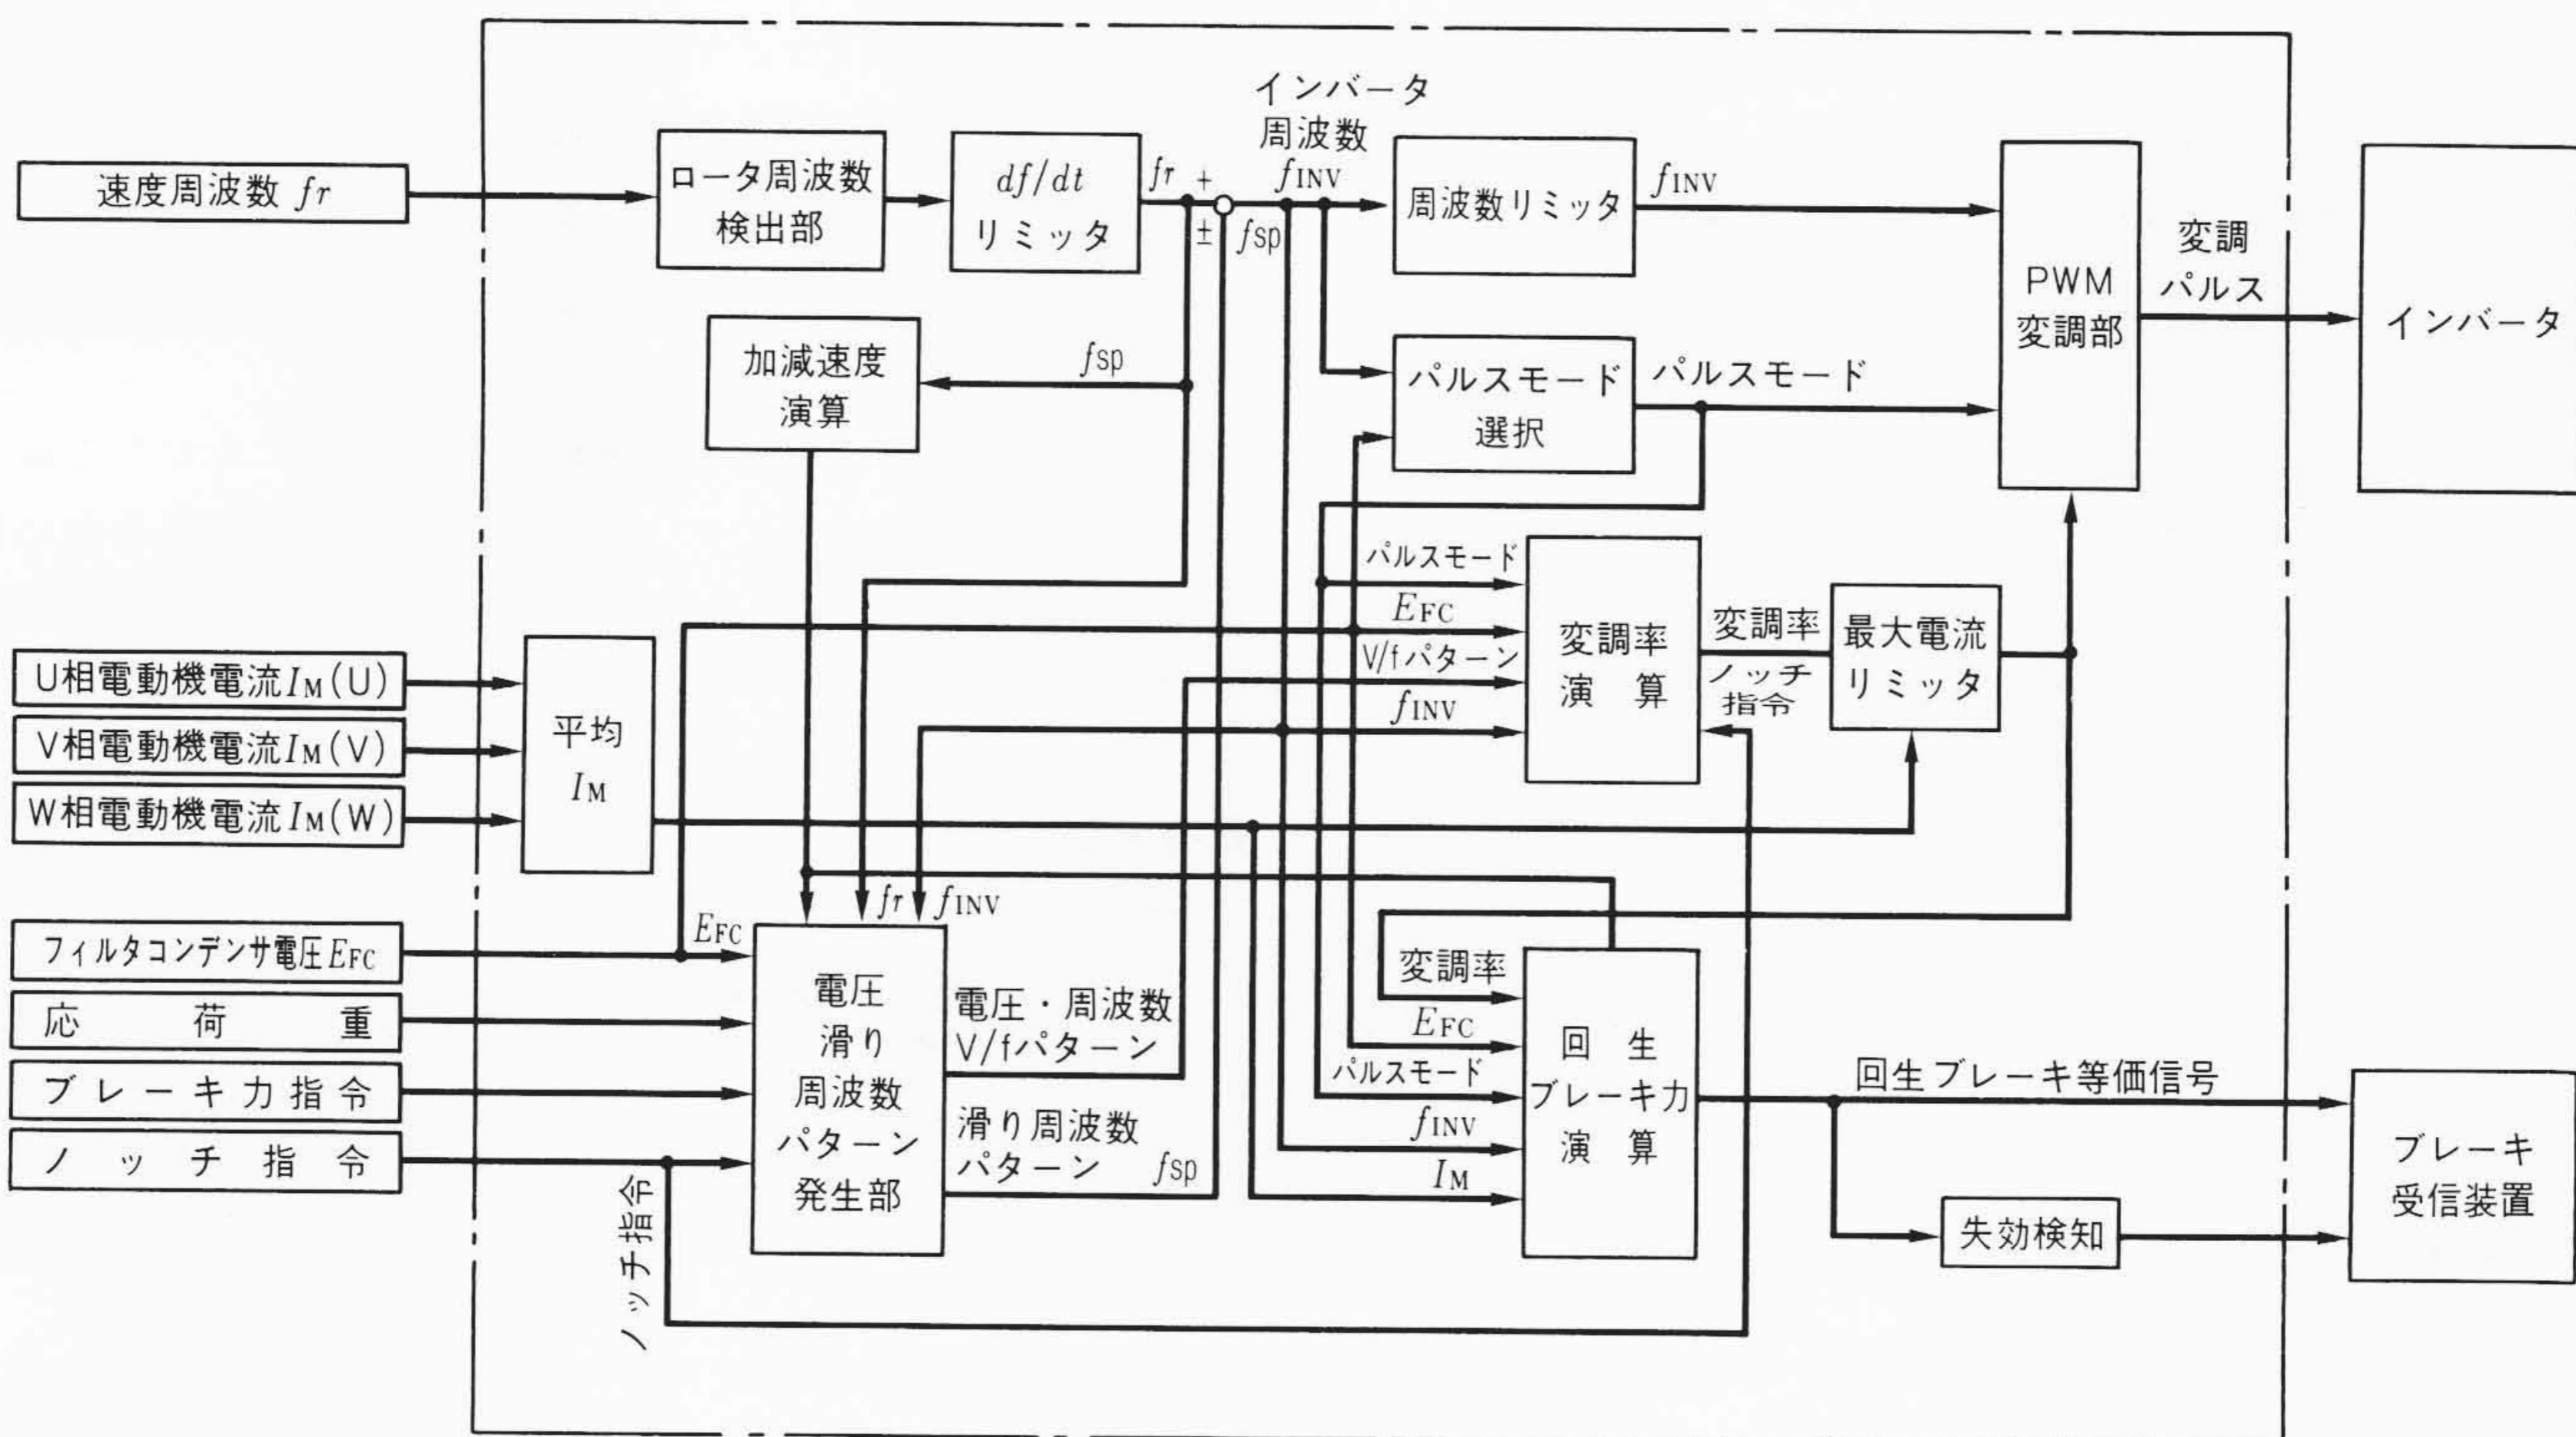 速度周波数 fr
ロータ周波数
検出部
df/dt
リミッタ
fr
+
±
fsp
インバータ
周波数
fINV
周波数リミッタ
fINV
PWM
変調部
変調
パルス
インバータ
加減速度
演算
fsp
パルスモード
選択
パルスモード
U相電動機電流IM(U)
V相電動機電流IM(V)
W相電動機電流IM(W)
平均
IM
パルスモード
EFC
V/fパターン
fINV
変調率
演 算
変調率
ノッチ
指令
最大電流
リミッタ
フィルタコンデンサ電圧EFC
応 荷 重
ブレーキ力指令
ノッチ指令
EFC
fr
fINV
電圧
滑り
周波数
パターン
発生部
電圧・周波数
V/fパターン
滑り周波数
パターン
fsp
ノッチ指令
変調率
EFC
パルスモード
fINV
IM
回 生
ブレーキ力
演 算
回生ブレーキ等価信号
失効検知
ブレーキ
受信装置